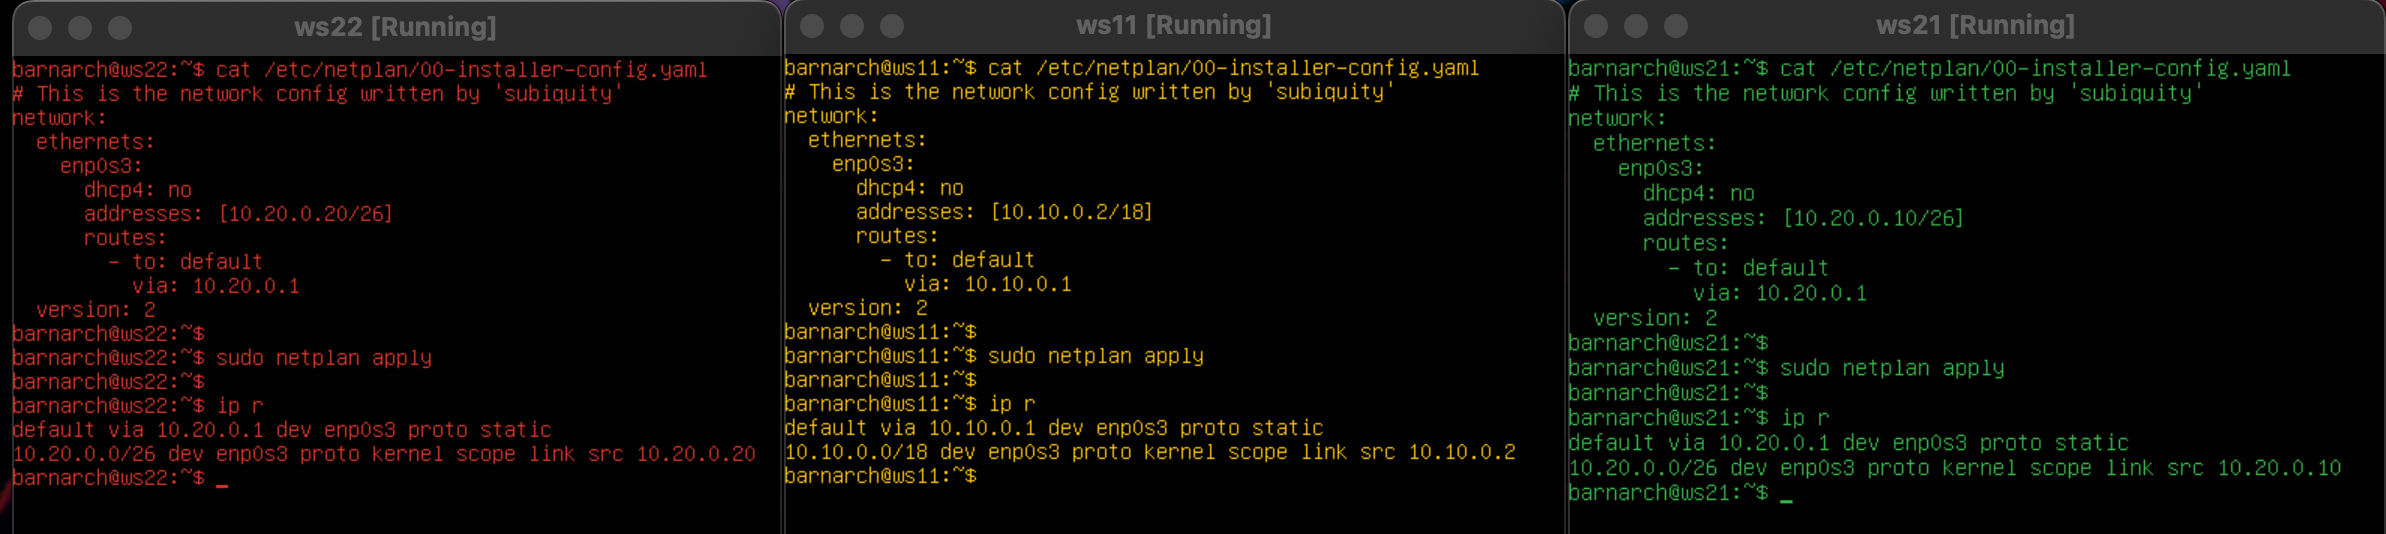 ws22 [Running]
barnarch@ws22:~$ cat /etc/netplan/00-installer-config.yaml
# This is the network config written by 'subiquity'
network:
  ethernets:
    enp0s3:
      dhcp4: no
      addresses: [10.20.0.20/26]
      routes:
        - to: default
          via: 10.20.0.1
  version: 2
barnarch@ws22:~$
barnarch@ws22:~$ sudo netplan apply
barnarch@ws22:~$
barnarch@ws22:~$ ip r
default via 10.20.0.1 dev enp0s3 proto static
10.20.0.0/26 dev enp0s3 proto kernel scope link src 10.20.0.20
barnarch@ws22:~$ _
ws11 [Running]
barnarch@ws11:~$ cat /etc/netplan/00-installer-config.yaml
# This is the network config written by 'subiquity'
network:
  ethernets:
    enp0s3:
      dhcp4: no
      addresses: [10.10.0.2/18]
      routes:
        - to: default
          via: 10.10.0.1
  version: 2
barnarch@ws11:~$
barnarch@ws11:~$ sudo netplan apply
barnarch@ws11:~$
barnarch@ws11:~$ ip r
default via 10.10.0.1 dev enp0s3 proto static
10.10.0.0/18 dev enp0s3 proto kernel scope link src 10.10.0.2
barnarch@ws11:~$
ws21 [Running]
barnarch@ws21:~$ cat /etc/netplan/00-installer-config.yaml
# This is the network config written by 'subiquity'
network:
  ethernets:
    enp0s3:
      dhcp4: no
      addresses: [10.20.0.10/26]
      routes:
        - to: default
          via: 10.20.0.1
  version: 2
barnarch@ws21:~$
barnarch@ws21:~$ sudo netplan apply
barnarch@ws21:~$
barnarch@ws21:~$ ip r
default via 10.20.0.1 dev enp0s3 proto static
10.20.0.0/26 dev enp0s3 proto kernel scope link src 10.20.0.10
barnarch@ws21:~$ _